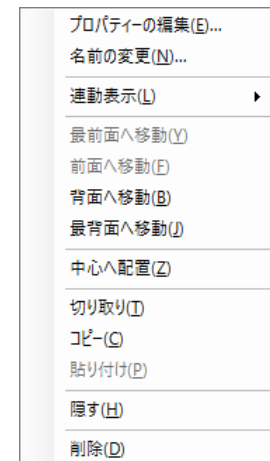 プロパティーの編集(E)...
名前の変更(N)...
連動表示(L)
最前面へ移動(Y)
前面へ移動(F)
背面へ移動(B)
最背面へ移動(J)
中心へ配置(Z)
切り取り(T)
コピー(C)
貼り付け(P)
隠す(H)
削除(D)